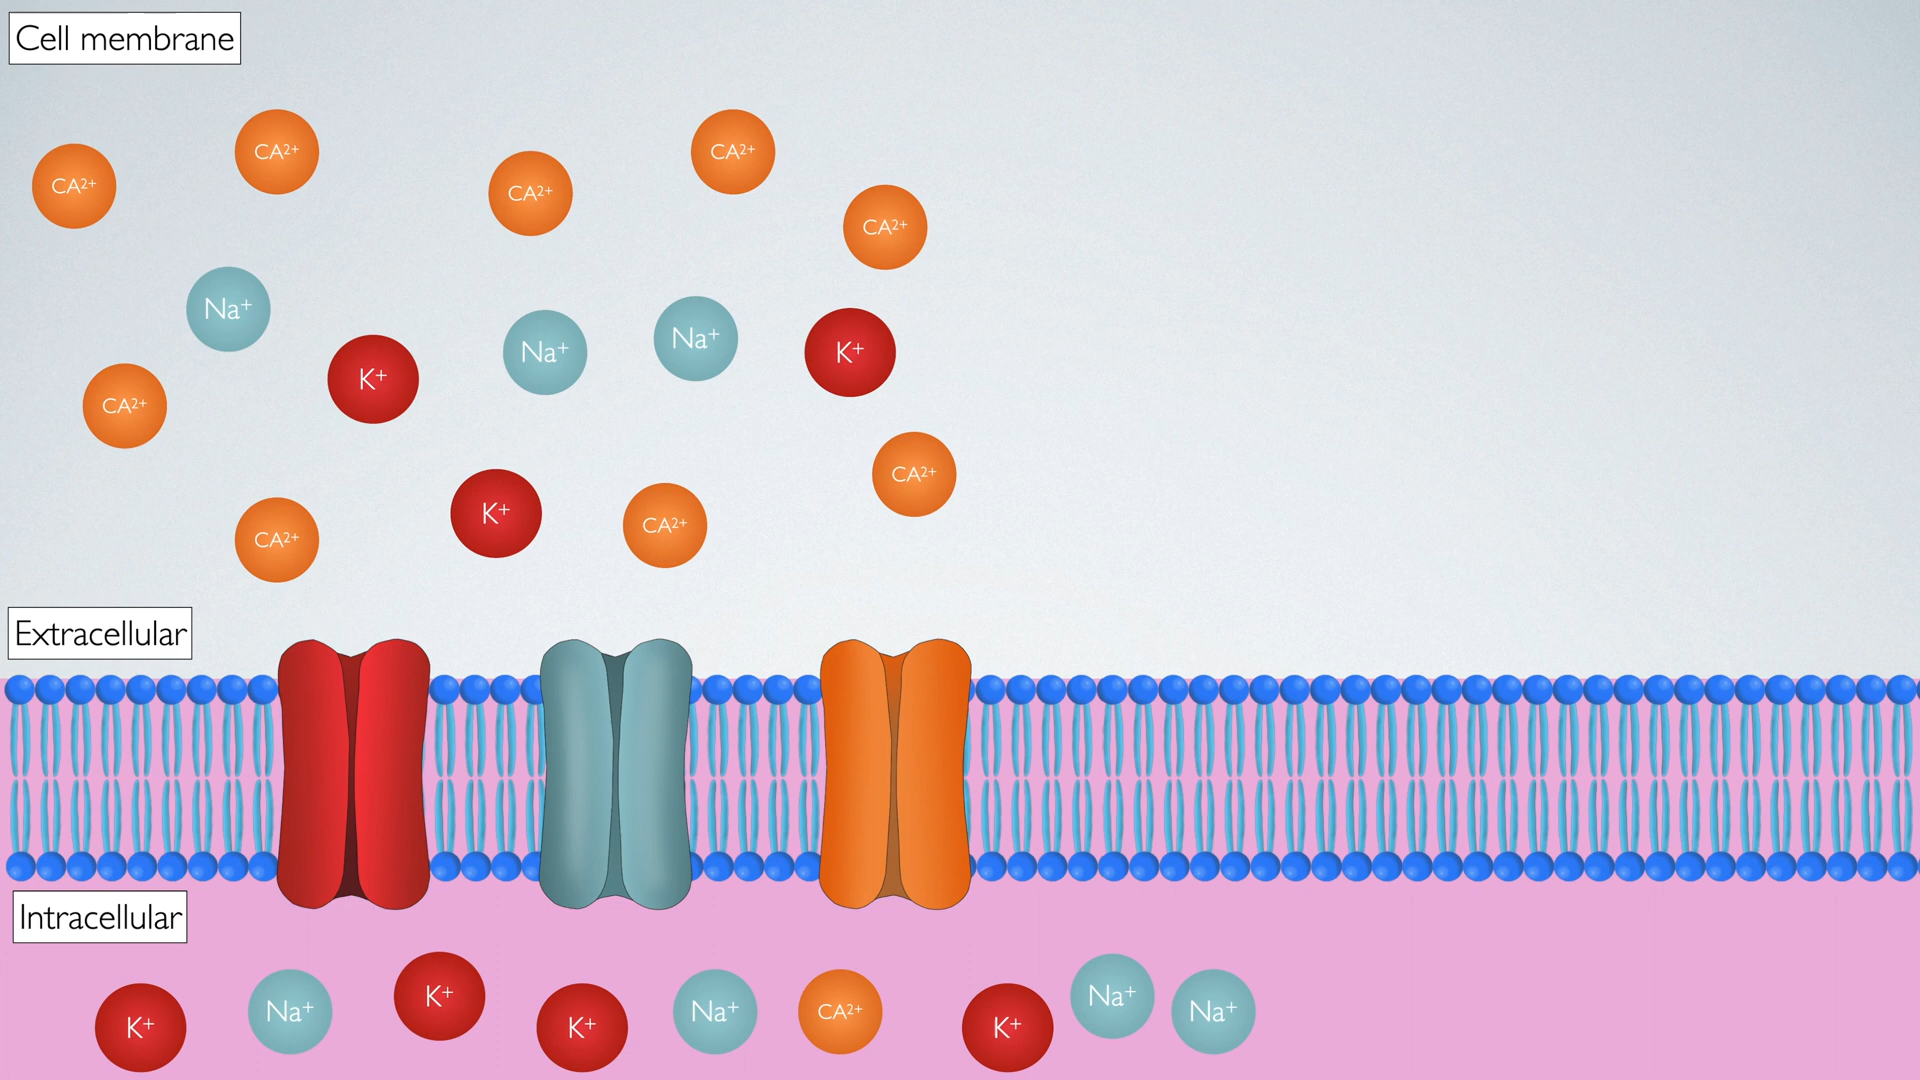 Cell membrane
CA²⁺
CA²⁺
CA²⁺
CA²⁺
CA²⁺
Na⁺
Na⁺
Na⁺
K⁺
K⁺
CA²⁺
CA²⁺
K⁺
CA²⁺
CA²⁺
Extracellular
Intracellular
K⁺
Na⁺
K⁺
K⁺
Na⁺
CA²⁺
K⁺
Na⁺
Na⁺